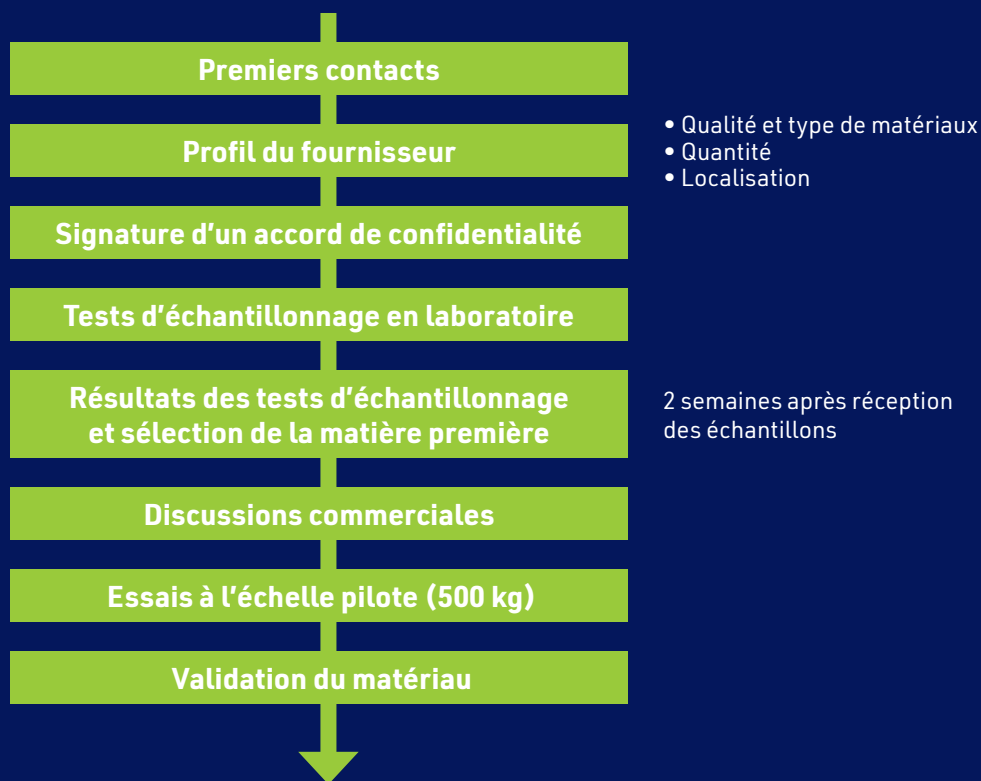 Premiers contacts
Profil du fournisseur
• Qualité et type de matériaux
• Quantité
• Localisation
Signature d'un accord de confidentialité
Tests d'échantillonnage en laboratoire
Résultats des tests d'échantillonnage
et sélection de la matière première
2 semaines après réception
des échantillons
Discussions commerciales
Essais à l'échelle pilote (500 kg)
Validation du matériau